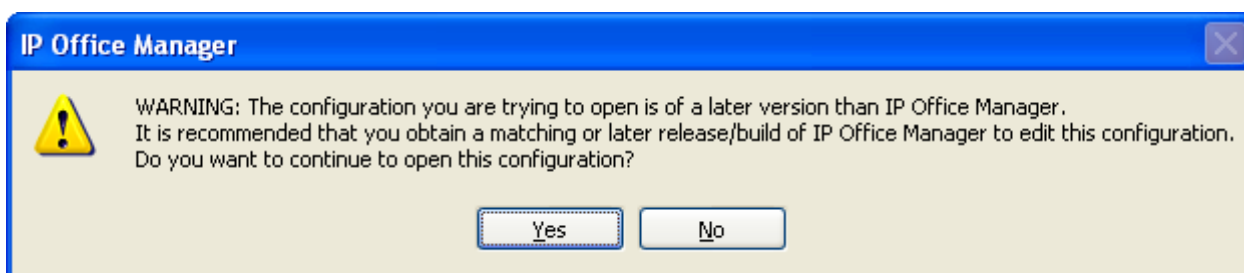 IP Office Manager
WARNING: The configuration you are trying to open is of a later version than IP Office Manager.
It is recommended that you obtain a matching or later release/build of IP Office Manager to edit this configuration.
Do you want to continue to open this configuration?
Yes No